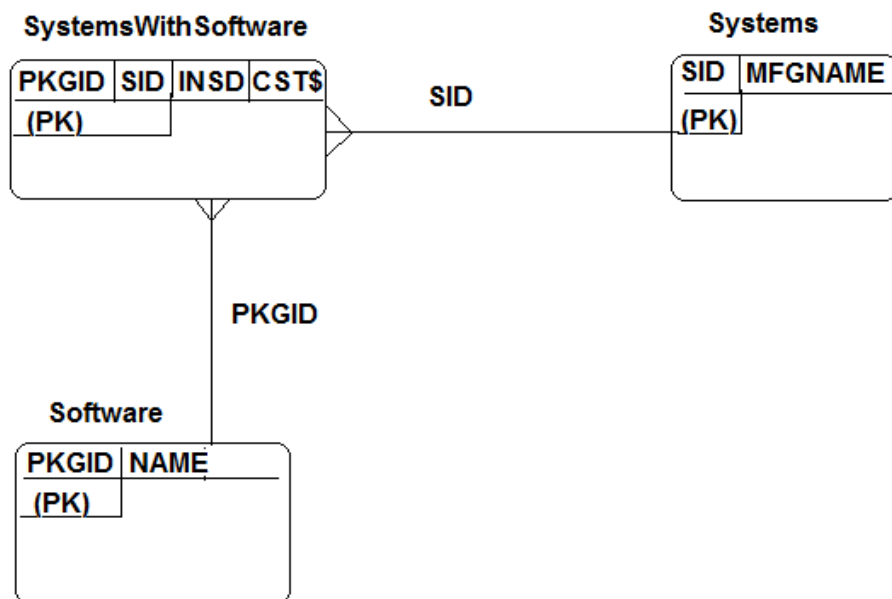 SystemsWithSoftware
PKGID SID INSD CST$
(PK)
Systems
SID MFGNAME
(PK)
SID
PKGID
Software
PKGID NAME
(PK)